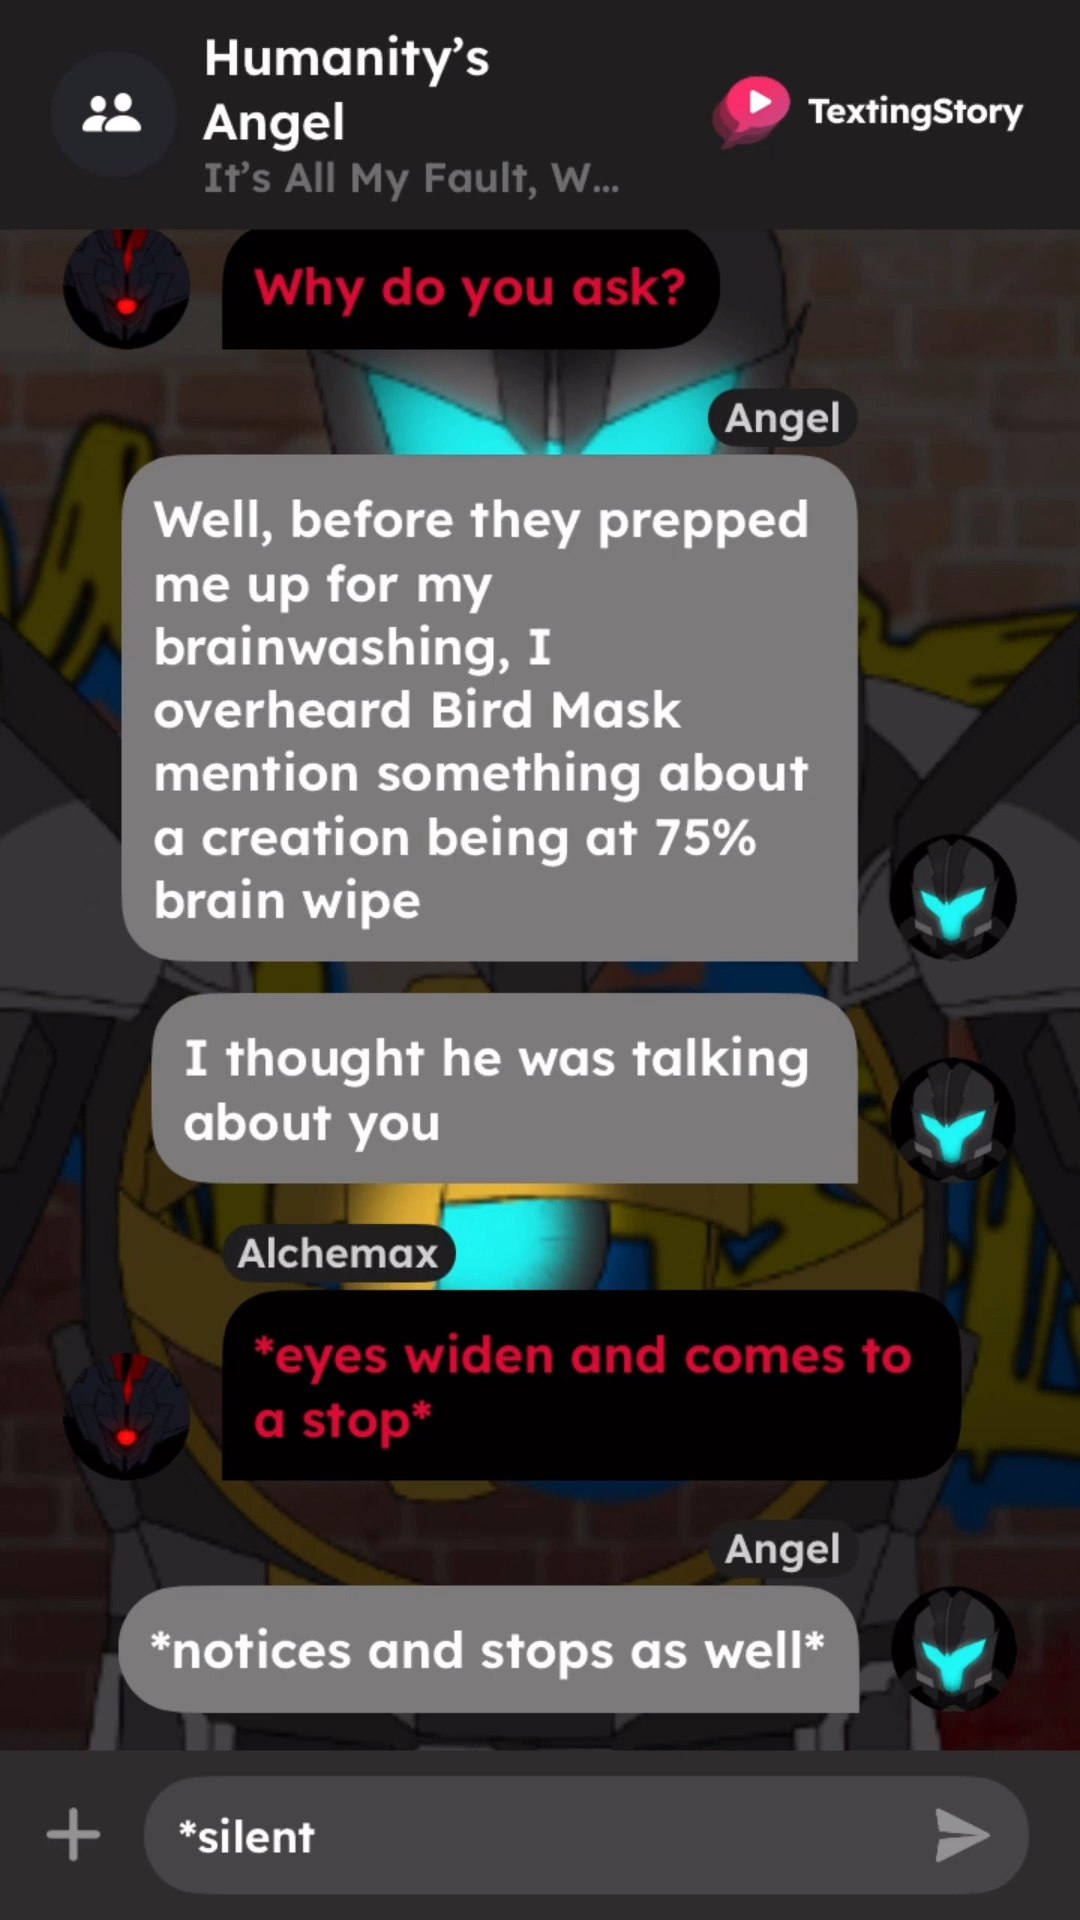 Humanity’s
Angel
It’s All My Fault, W...
TextingStory
Why do you ask?
Angel
Well, before they prepped
me up for my
brainwashing, I
overheard Bird Mask
mention something about
a creation being at 75%
brain wipe
I thought he was talking
about you
Alchemax
*eyes widen and comes to
a stop*
Angel
*notices and stops as well*
*silent